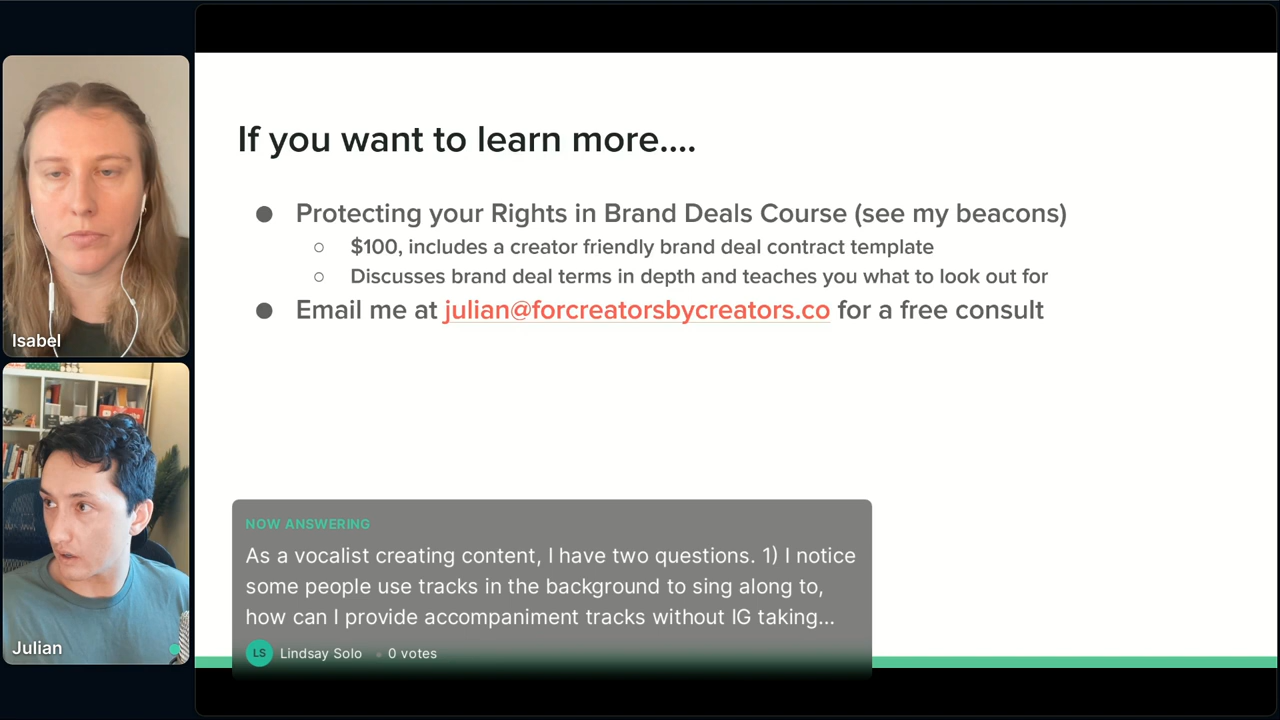 If you want to learn more....
● Protecting your Rights in Brand Deals Course (see my beacons)
○ $100, includes a creator friendly brand deal contract template
○ Discusses brand deal terms in depth and teaches you what to look out for
● Email me at julian@forcreatorsbycreators.co for a free consult
Isabel
Julian
NOW ANSWERING
As a vocalist creating content, I have two questions. 1) I notice
some people use tracks in the background to sing along to,
how can I provide accompaniment tracks without IG taking...
LS Lindsay Solo • 0 votes